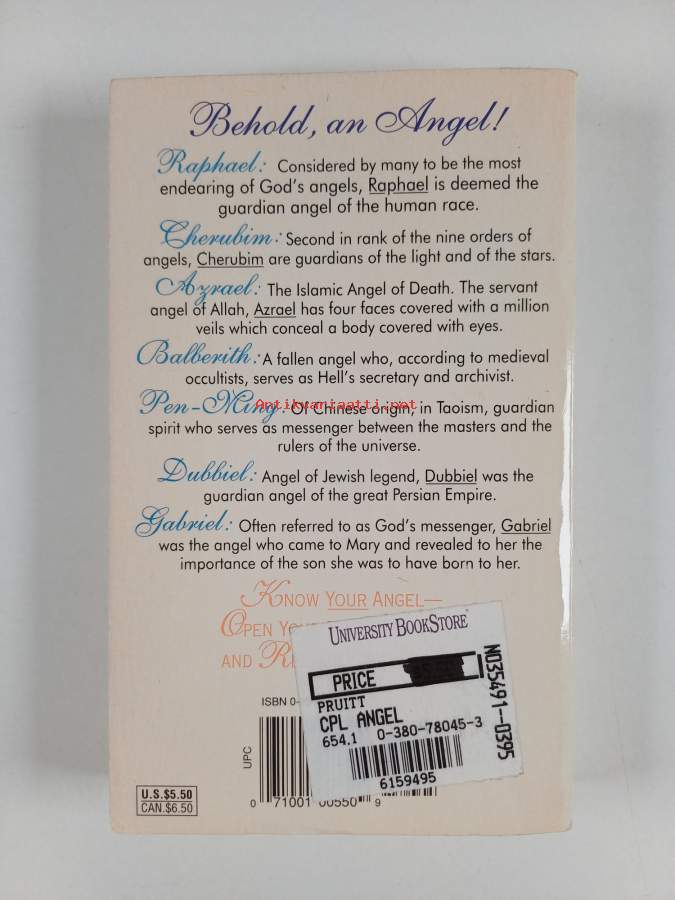 Behold, an Angel!
Raphael: Considered by many to be the most
endearing of God's angels, Raphael is deemed the
guardian angel of the human race.
Cherubim: Second in rank of the nine orders of
angels, Cherubim are guardians of the light and of the stars.
Azrael: The Islamic Angel of Death. The servant
angel of Allah, Azrael has four faces covered with a million
veils which conceal a body covered with eyes.
Balberith: A fallen angel who, according to medieval
occultists, serves as Hell's secretary and archivist.
Antikvariaatti.net
Pen-Ming: Of Chinese origin, in Taoism, guardian
spirit who serves as messenger between the masters and the
rulers of the universe.
Dubbiel: Angel of Jewish legend, Dubbiel was the
guardian angel of the great Persian Empire.
Gabriel: Often referred to as God's messenger, Gabriel
was the angel who came to Mary and revealed to her the
importance of the son she was to have born to her.
KNOW YOUR ANGEL—
OPEN
AND
UNIVERSITY BOOKSTORE
PRICE
PRUITT
CPL ANGEL
654.1 0-380-78045-3
6159495
NO35491--0395
ISBN 0-
UPC
U.S.$5.50
CAN.$6.50
0 71001 00550 9